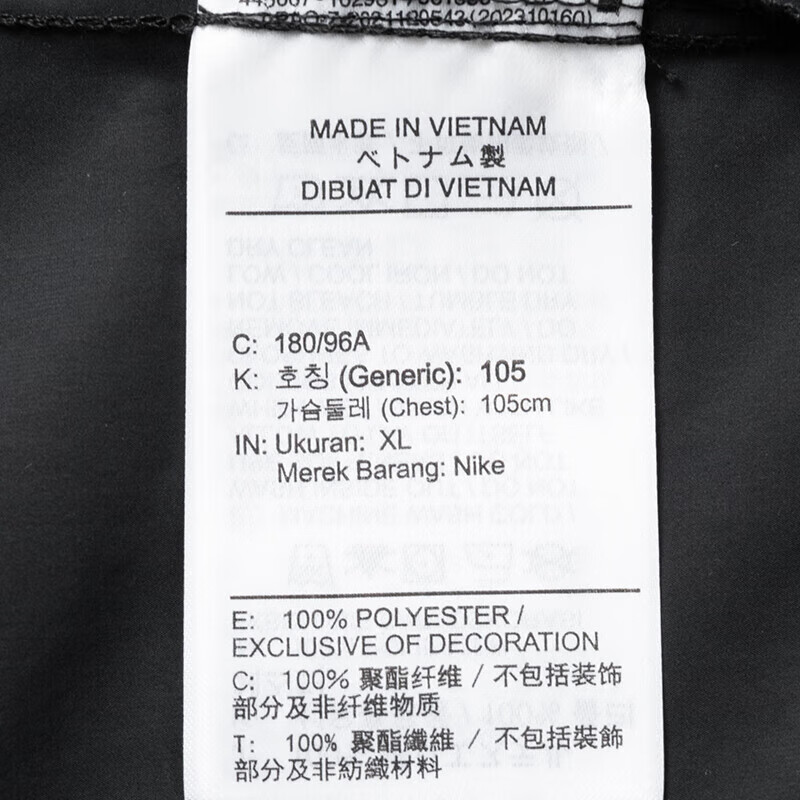 (202310160)
MADE IN VIETNAM
ベトナム製
DIBUAT DI VIETNAM
C: 180/96A
K: 호칭 (Generic): 105
가슴둘레 (Chest): 105cm
IN: Ukuran: XL
Merek Barang: Nike
E: 100% POLYESTER /
EXCLUSIVE OF DECORATION
C: 100% 聚酯纤维 / 不包括装饰
部分及非纤维物质
T: 100% 聚酯纖維 / 不包括裝飾
部分及非紡織材料